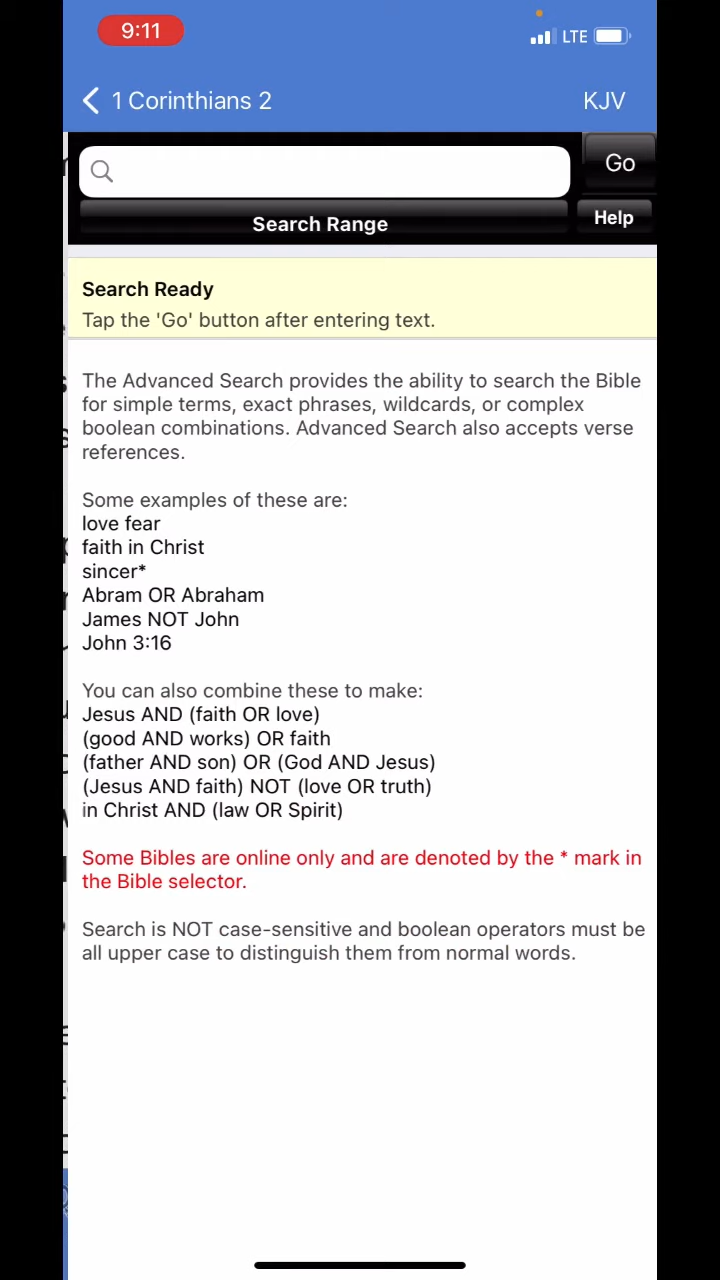 9:11
LTE
1 Corinthians 2
KJV
Go
Search Range
Help
Search Ready
Tap the 'Go' button after entering text.
The Advanced Search provides the ability to search the Bible
for simple terms, exact phrases, wildcards, or complex
boolean combinations. Advanced Search also accepts verse
references.
Some examples of these are:
love fear
faith in Christ
sincer*
Abram OR Abraham
James NOT John
John 3:16
You can also combine these to make:
Jesus AND (faith OR love)
(good AND works) OR faith
(father AND son) OR (God AND Jesus)
(Jesus AND faith) NOT (love OR truth)
in Christ AND (law OR Spirit)
Some Bibles are online only and are denoted by the * mark in
the Bible selector.
Search is NOT case-sensitive and boolean operators must be
all upper case to distinguish them from normal words.